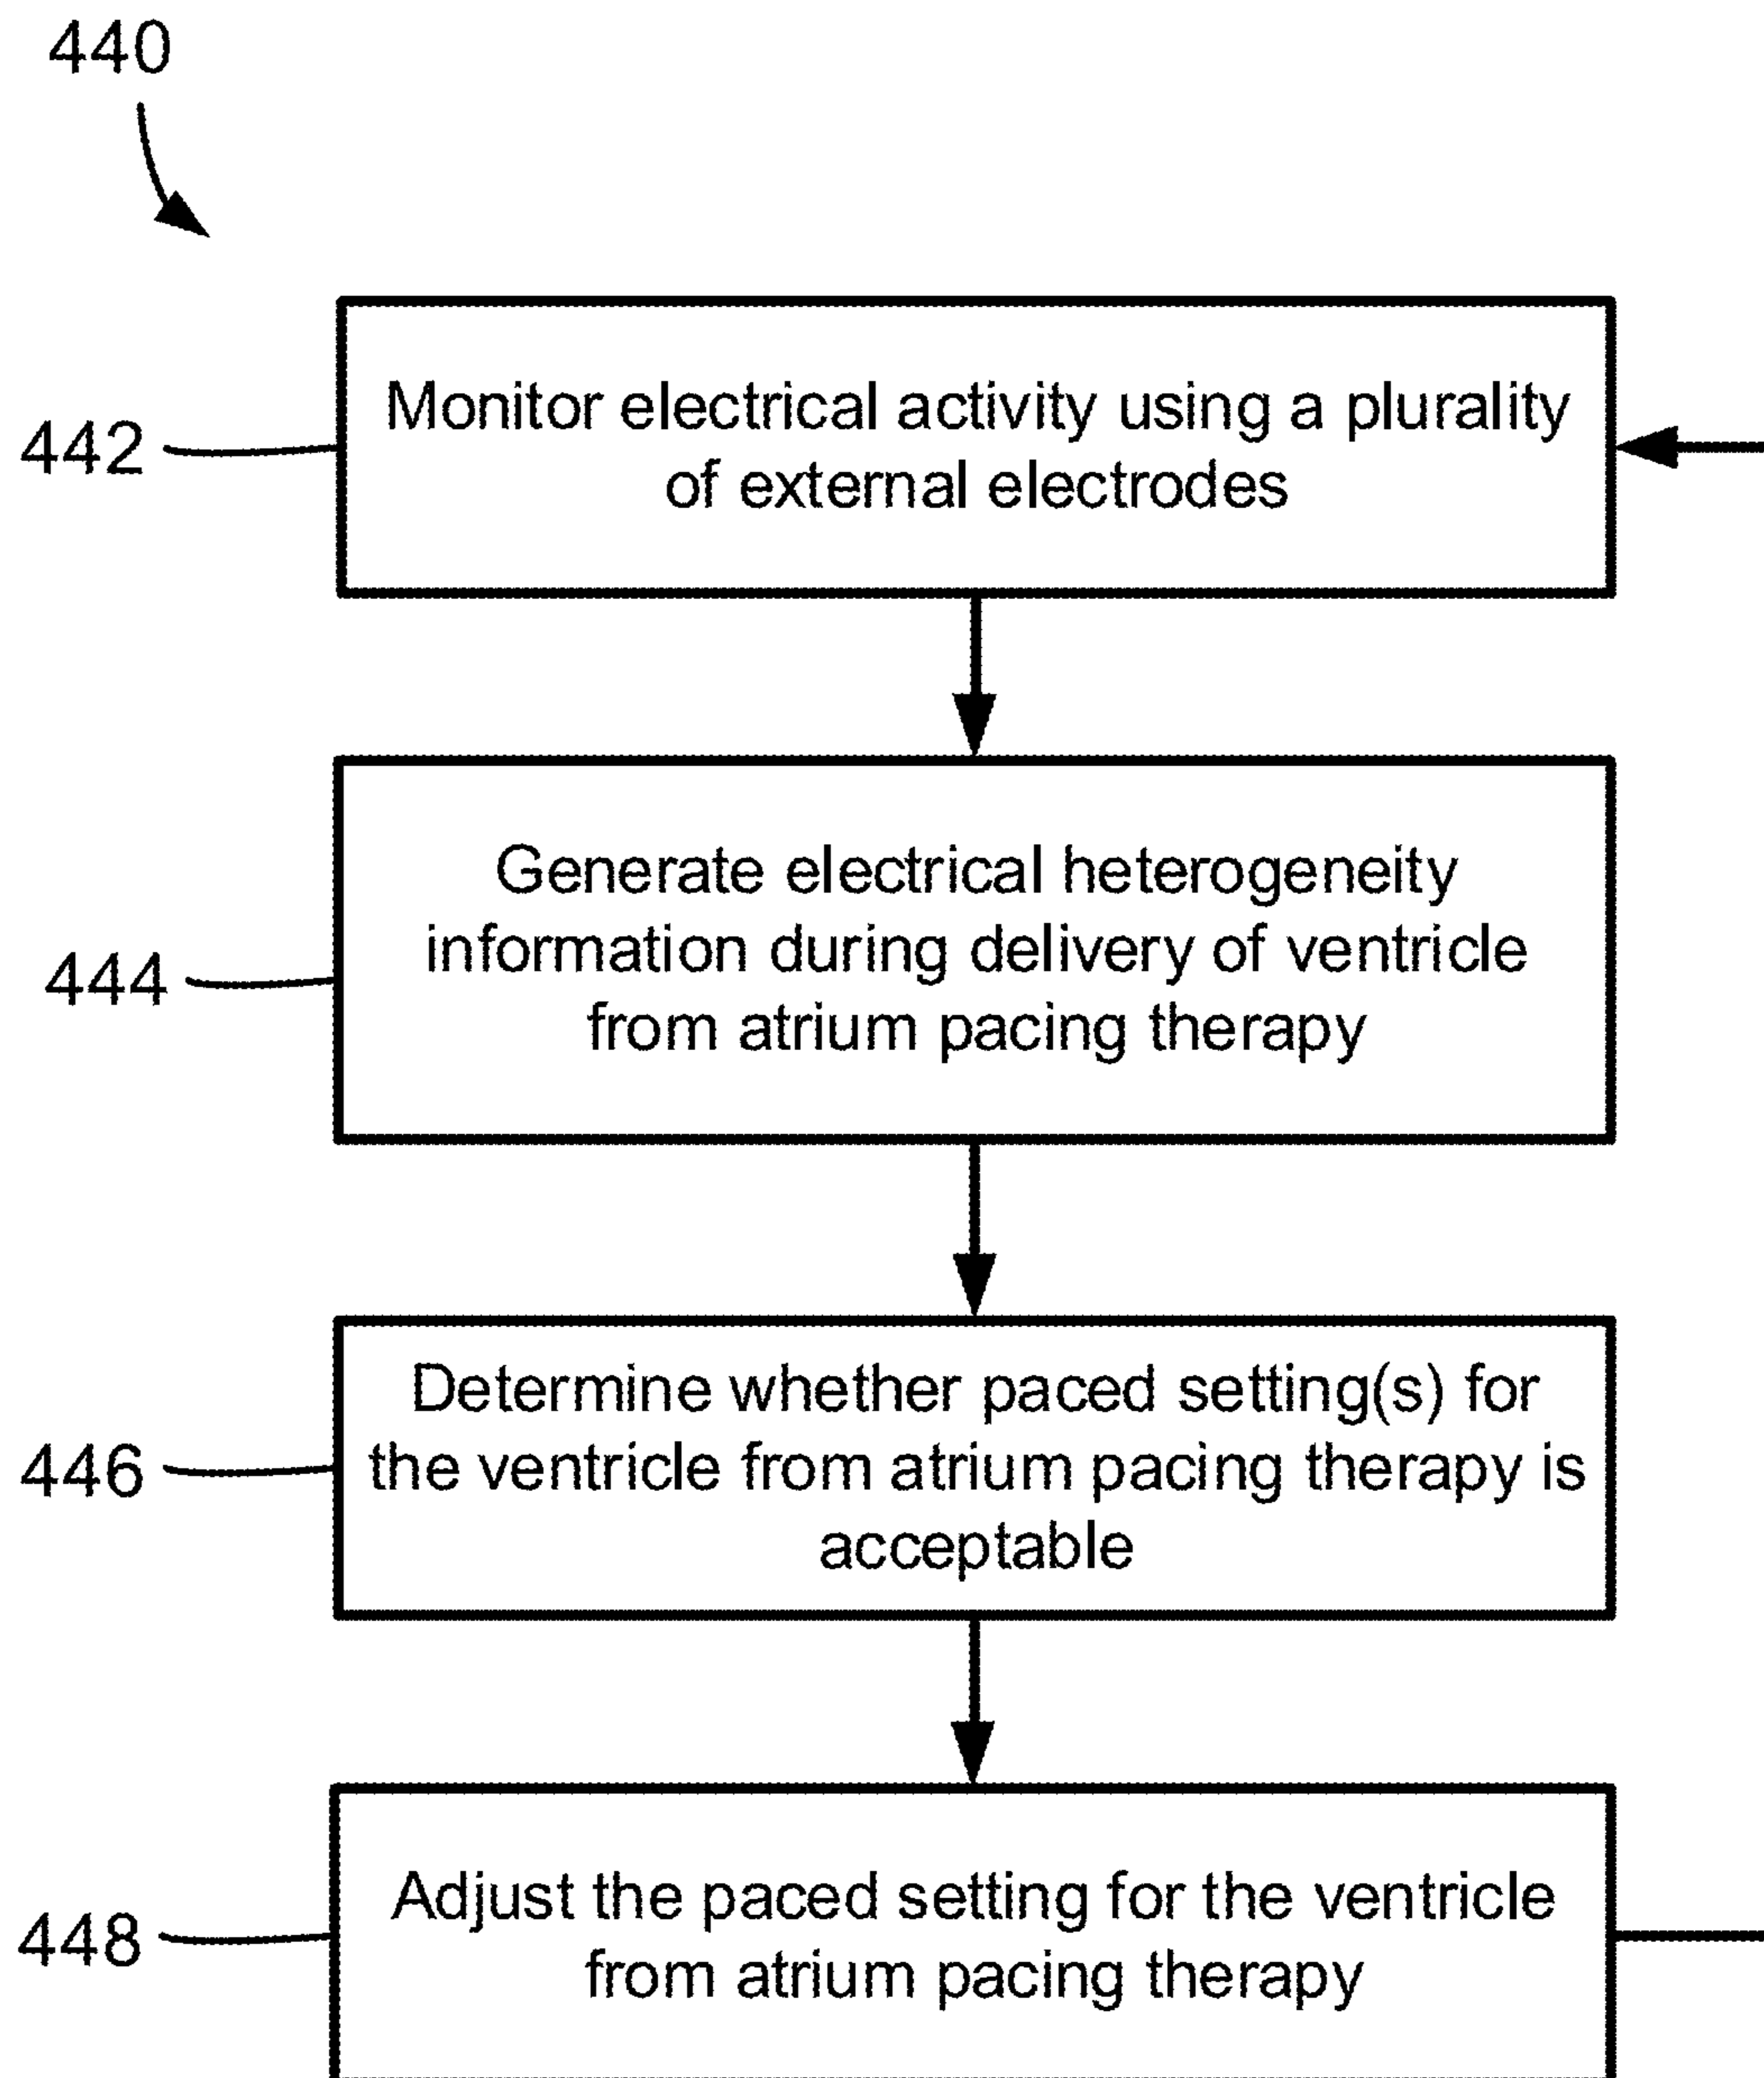 440
442
Monitor electrical activity using a plurality
of external electrodes
444
Generate electrical heterogeneity
information during delivery of ventricle
from atrium pacing therapy
446
Determine whether paced setting(s) for
the ventricle from atrium pacing therapy is
acceptable
448
Adjust the paced setting for the ventricle
from atrium pacing therapy